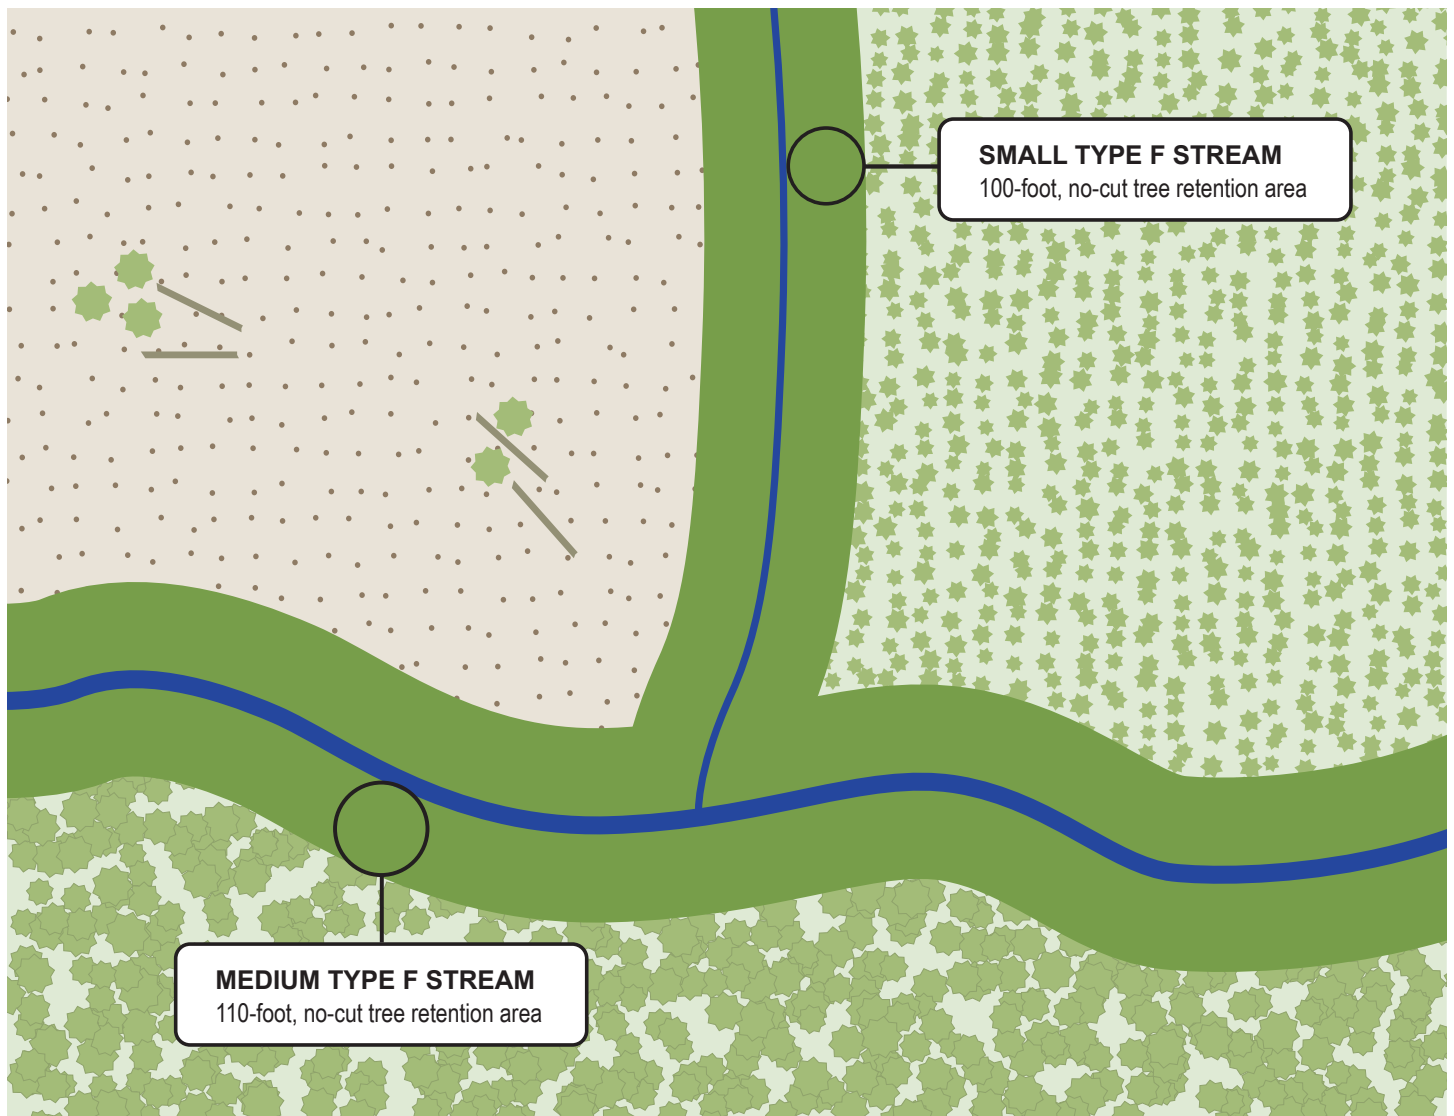 SMALL TYPE F STREAM
100-foot, no-cut tree retention area
MEDIUM TYPE F STREAM
110-foot, no-cut tree retention area